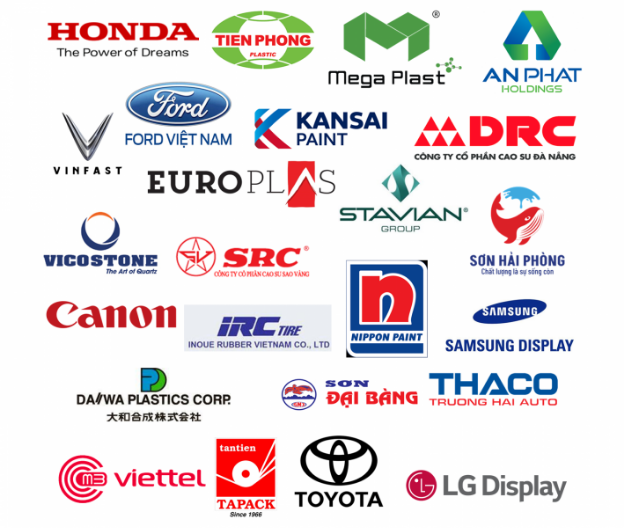 HONDA
The Power of Dreams
TIEN PHONG
PLASTIC
®
Mega Plast
AN PHAT
HOLDINGS
VINFAST
Ford
FORD VIỆT NAM
KANSAI
PAINT
DRC
CÔNG TY CỔ PHẦN CAO SU ĐÀ NẴNG
EUROPLAS
STAVIAN®
GROUP
VICOSTONE
The Art of Quartz
SRC®
CÔNG TY CỔ PHẦN CAO SU SAO VÀNG
SƠN HẢI PHÒNG
Chất lượng là sự sống còn
Canon
IRC TIRE
INOUE RUBBER VIETNAM CO., LTD
n
NIPPON PAINT
SAMSUNG
SAMSUNG DISPLAY
DAIWA PLASTICS CORP.
大和合成株式会社
SƠN
ĐẠI BÀNG
THACO
TRUONG HAI AUTO
M3 viettel
tantien
TAPACK
Since 1966
TOYOTA
LG Display